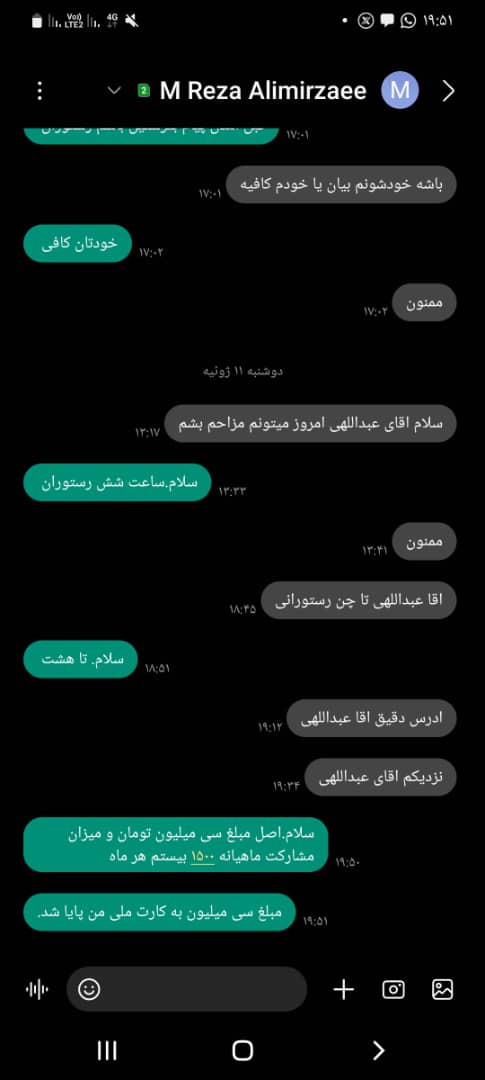 ۱۹:۵۱
4G
Vo)) LTE2
M Reza Alimirzaee
2
M
۱۷:۰۱
باشه خودشونم بیان یا خودم کافیه
۱۷:۰۱
خودتان کافی
۱۷:۰۲
ممنون
۱۷:۰۲
دوشنبه ۱۱ ژوئیه
سلام اقای عبداللهی امروز میتونم مزاحم بشم
۱۳:۱۷
سلام.ساعت شش رستوران
۱۳:۳۳
ممنون
۱۳:۴۱
اقا عبداللهی تا چن رستورانی
۱۸:۴۵
سلام. تا هشت
۱۸:۵۱
ادرس دقیق اقا عبداللهی
۱۹:۱۲
نزدیکم اقای عبداللهی
۱۹:۳۴
سلام.اصل مبلغ سی میلیون تومان و میزان
مشارکت ماهیانه ۱۵۰۰ بیستم هر ماه
۱۹:۵۰
مبلغ سی میلیون به کارت ملی من پایا شد.
۱۹:۵۱